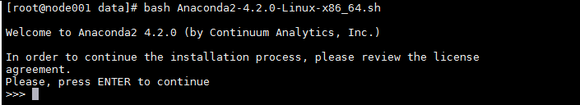 [root@node001 data]# bash Anaconda2-4.2.0-Linux-x86_64.sh
Welcome to Anaconda2 4.2.0 (by Continuum Analytics, Inc.)
In order to continue the installation process, please review the license
agreement.
Please, press ENTER to continue
>>>